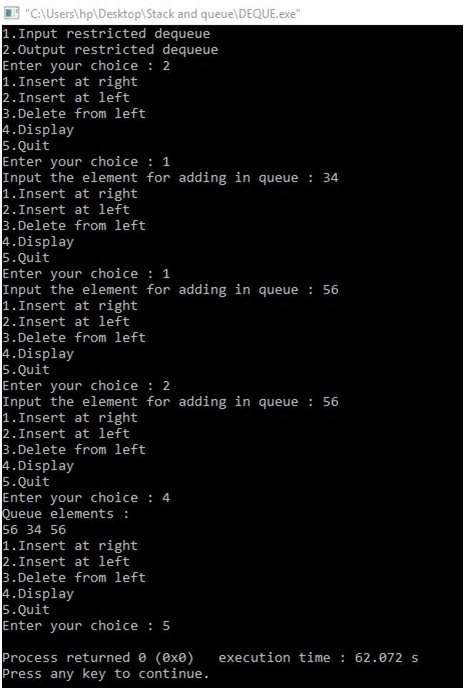 "C:\Users\hp\Desktop\Stack and queue\DEQUE.exe"
1.Input restricted dequeue
2.Output restricted dequeue
Enter your choice : 2
1.Insert at right
2.Insert at left
3.Delete from left
4.Display
5.Quit
Enter your choice : 1
Input the element for adding in queue : 34
1.Insert at right
2.Insert at left
3.Delete from left
4.Display
5.Quit
Enter your choice : 1
Input the element for adding in queue : 56
1.Insert at right
2.Insert at left
3.Delete from left
4.Display
5.Quit
Enter your choice : 2
Input the element for adding in queue : 56
1.Insert at right
2.Insert at left
3.Delete from left
4.Display
5.Quit
Enter your choice : 4
Queue elements :
56 34 56
1.Insert at right
2.Insert at left
3.Delete from left
4.Display
5.Quit
Enter your choice : 5
Process returned 0 (0x0)   execution time : 62.072 s
Press any key to continue.